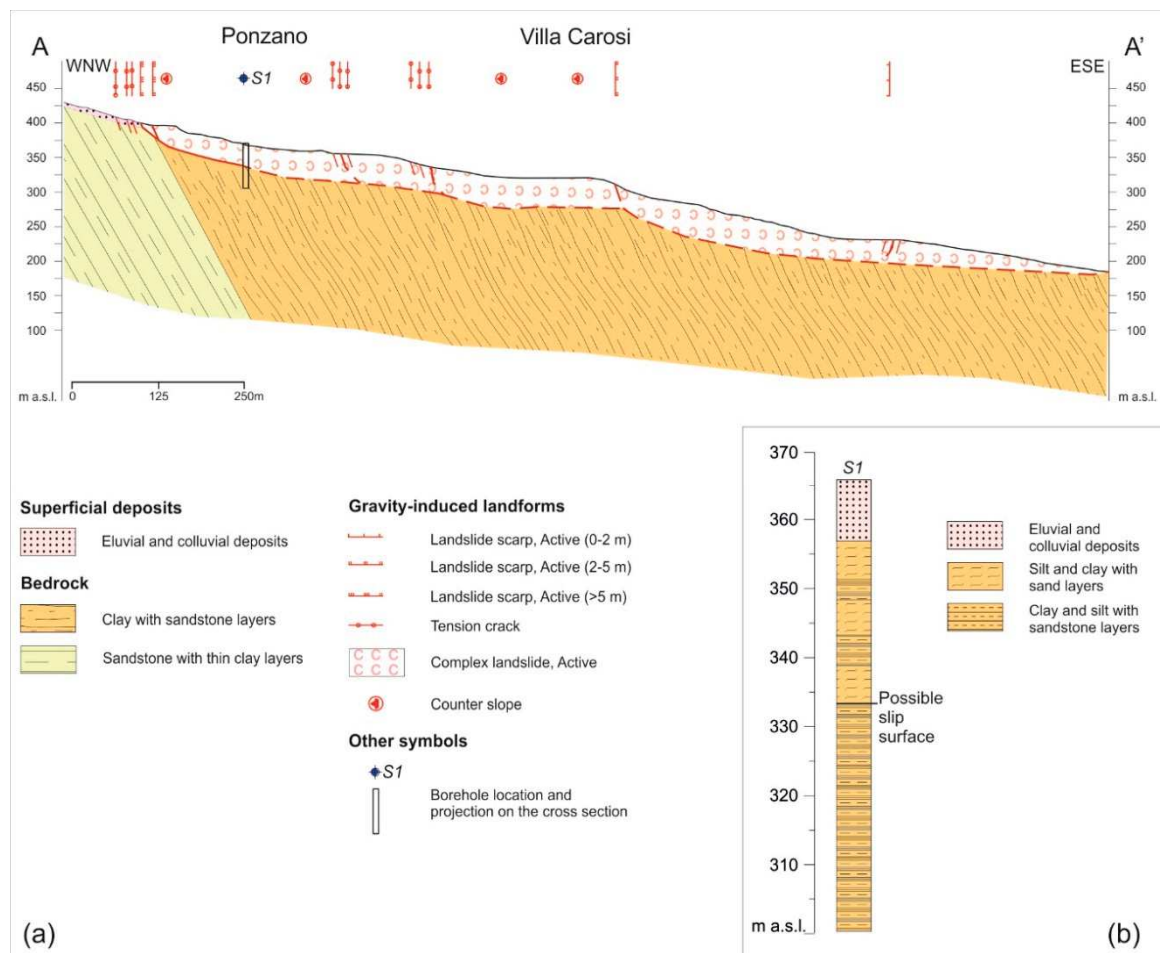 Ponzano
Villa Carosi
A
A'
WNW
S1
ESE
450
400
350
300
250
200
150
100
m a.s.l.
450
400
350
300
250
200
150
100
m a.s.l.
0
125
250m
Superficial deposits
Eluvial and colluvial deposits
Bedrock
Clay with sandstone layers
Sandstone with thin clay layers
Gravity-induced landforms
Landslide scarp, Active (0-2 m)
Landslide scarp, Active (2-5 m)
Landslide scarp, Active (>5 m)
Tension crack
Complex landslide, Active
Counter slope
Other symbols
S1
Borehole location and
projection on the cross section
(a)
370
360
350
340
330
320
310
m a.s.l.
S1
Possible
slip
surface
Eluvial and
colluvial deposits
Silt and clay with
sand layers
Clay and silt with
sandstone layers
(b)